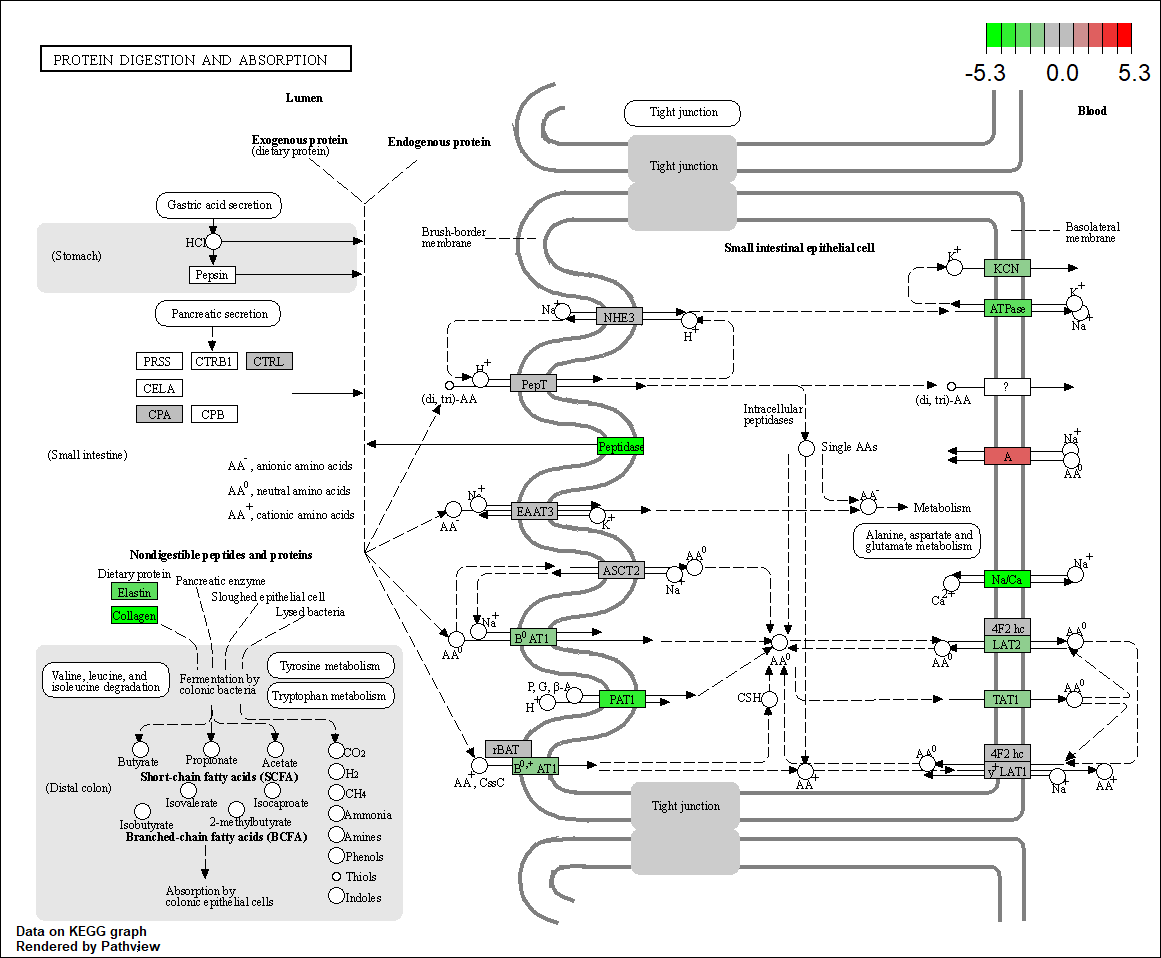 PROTEIN DIGESTION AND ABSORPTION
-5.3 0.0 5.3
Lumen
Blood
Exogenous protein
(dietary protein)
Endogenous protein
Tight junction
Tight junction
Gastric acid secretion
HCl
(Stomach)
Pepsin
Pancreatic secretion
PRSS CTRB1 CTRL
CELA
CPA CPB
(Small intestine)
AA-, anionic amino acids
AA0, neutral amino acids
AA+, cationic amino acids
Brush-border
membrane
Small intestinal epithelial cell
Basolateral
membrane
K+
KCN
ATPase
K+
Na+
Na+
NHE3
H+
H+
PepT
(di, tri)-AA
?
(di, tri)-AA
Intracellular
peptidases
Single AAs
Peptidase
A
Na+
AA0
Na+
AA-
EAAT3
K+
AA-
Metabolism
Alanine, aspartate and
glutamate metabolism
ASCT2
AA0
Na+
Na/Ca
Na+
Ca2+
Na+
AA0
B0AT1
AA0
4F2 hc
LAT2
AA0
AA0
P, G, β-A
H+
PAT1
CSH
TAT1
AA0
rBAT
B0,+ AT1
AA+, CssC
AA+
AA0
4F2 hc
y+LAT1
Na+
AA+
Nondigestible peptides and proteins
Dietary protein
Elastin
Collagen
Pancreatic enzyme
Sloughed epithelial cell
Lysed bacteria
Valine, leucine, and
isoleucine degradation
Fermentation by
colonic bacteria
Tyrosine metabolism
Tryptophan metabolism
Butyrate
Propionate
Acetate
Short-chain fatty acids (SCFA)
(Distal colon)
Isovalerate
Isocaproate
Isobutyrate
2-methylbutyrate
Branched-chain fatty acids (BCFA)
Absorption by
colonic epithelial cells
CO2
H2
CH4
Ammonia
Amines
Phenols
Thiols
Indoles
Tight junction
Data on KEGG graph
Rendered by Pathview